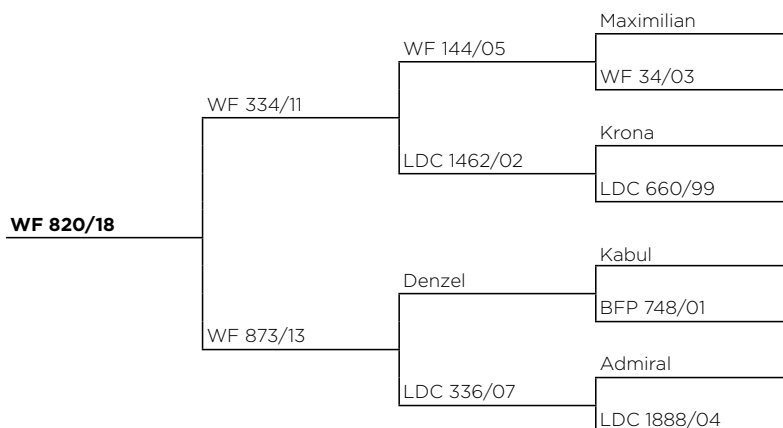 Maximilian
WF 144/05
WF 34/03
WF 334/11
Krona
LDC 1462/02
LDC 660/99
WF 820/18
Kabul
Denzel
BFP 748/01
WF 873/13
Admiral
LDC 336/07
LDC 1888/04